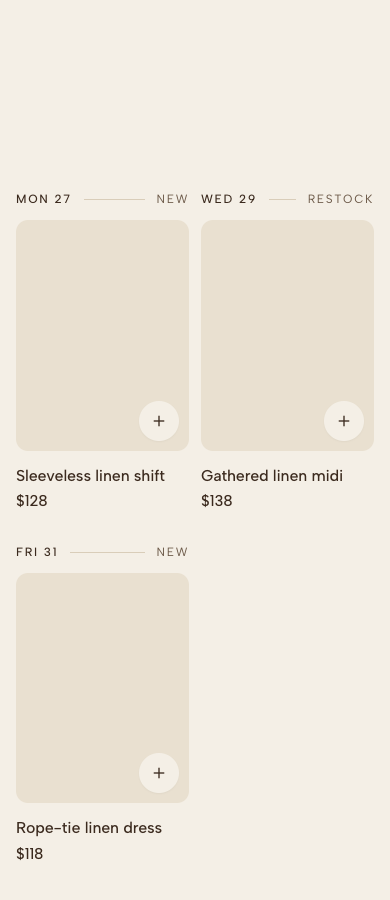 MON 27 NEW
Sleeveless linen shift
$128
WED 29 RESTOCK
Gathered linen midi
$138
FRI 31 NEW
Rope-tie linen dress
$118